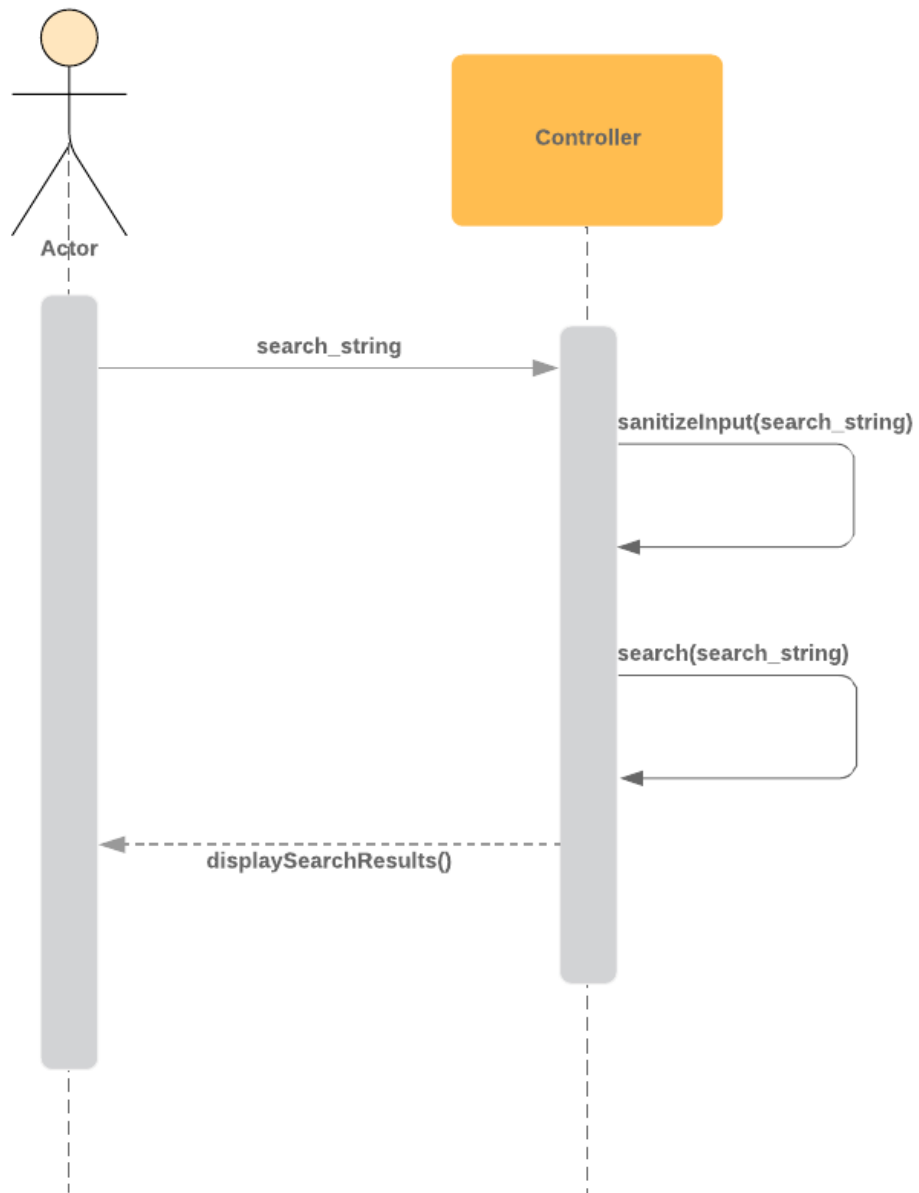 Controller
Actor
search_string
sanitizeInput(search_string)
search(search_string)
displaySearchResults()